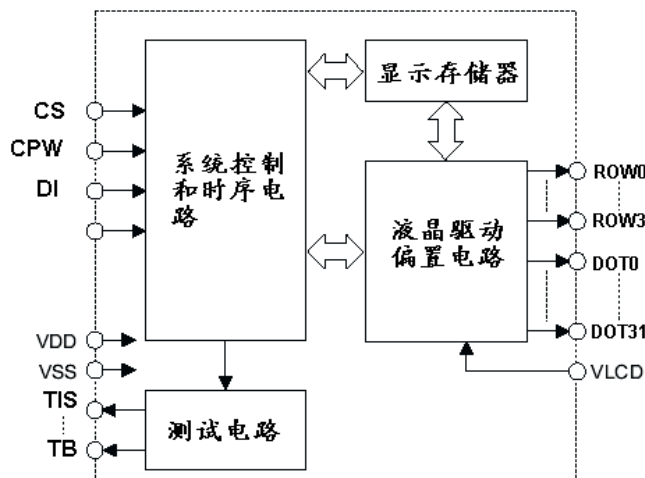 显示存储器
CS
CPW
DI
系统控制
和时序电
路
液晶驱动
偏置电路
ROW0
ROW3
DOT0
DOT31
VDD
VSS
VLCD
TIS
TB
测试电路